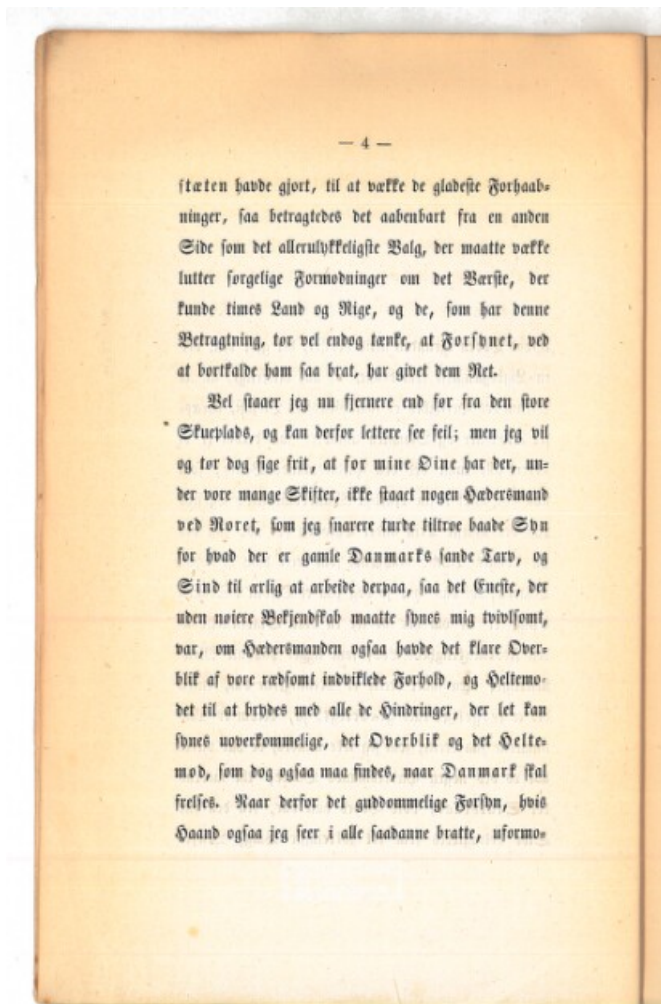 — 4 —
stæten havde gjort, til at vække de gladeste Forhaab-
ninger, saa betragtedes det aabenbart fra en anden
Side som det allerulykkeligste Valg, der maatte vække
lutter sørgelige Formodninger om det Værste, der
kunde times Land og Rige, og de, som har denne
Betragtning, tør vel endog tænke, at Forsynet, ved
at bortkalde ham saa brat, har givet dem Ret.
Vel staaer jeg nu fjernere end før fra den store
Skueplads, og kan derfor lettere see feil; men jeg vil
og tør dog sige frit, at for mine Øine har der, un-
der vore mange Skifter, ikke staaet nogen Hædersmand
ved Roret, som jeg snarere turde tiltroe baade Syn
for hvad der er gamle Danmarks sande Tarv, og
Sind til ærlig at arbeide derpaa, saa det Eneste, der
uden nøiere Bekjendskab maatte synes mig tvivlsomt,
var, om Hædersmanden ogsaa havde det klare Over-
blik af vore rædsomt indviklede Forhold, og Heltemo-
det til at brydes med alle de Hindringer, der let kan
synes uoverkommelige, det Overblik og det Helte-
mod, som dog ogsaa maa findes, naar Danmark skal
frelses. Naar derfor det guddommelige Forsyn, hvis
Haand ogsaa jeg seer i alle saadanne bratte, uformo-